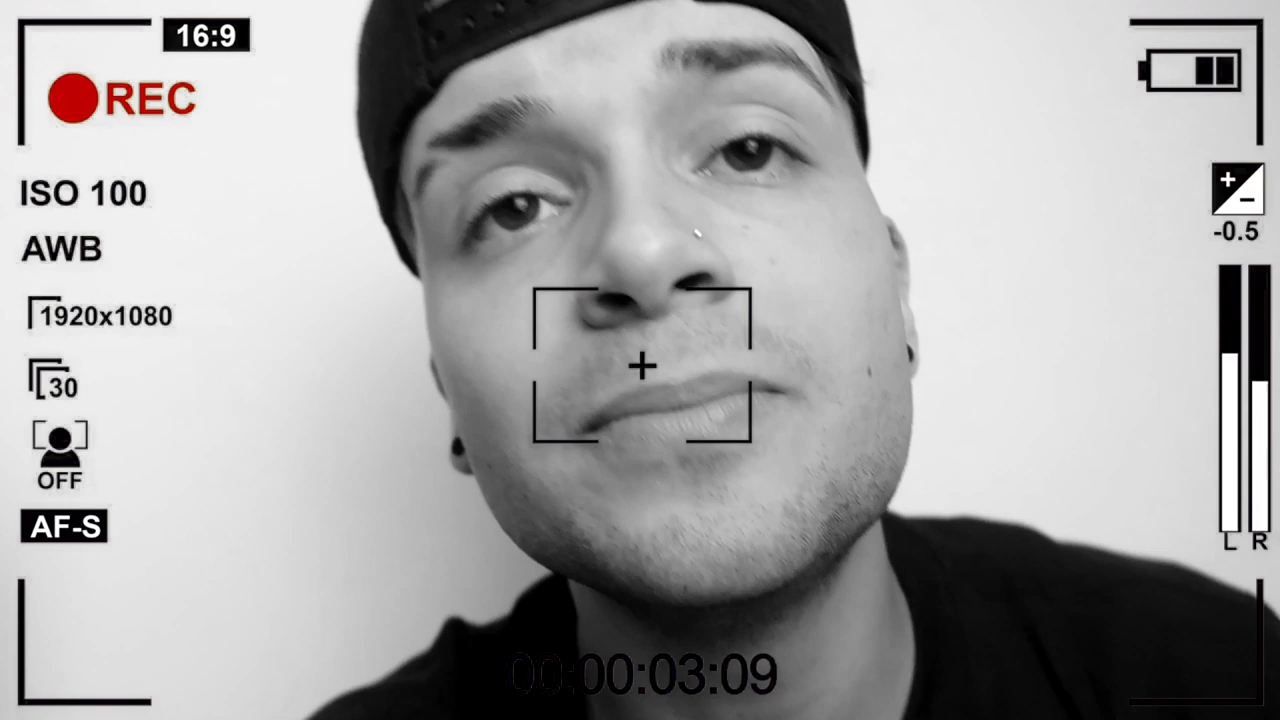 16:9
REC
ISO 100
AWB
1920x1080
30
OFF
AF-S
+
-
-0.5
L R
00:00:03:09